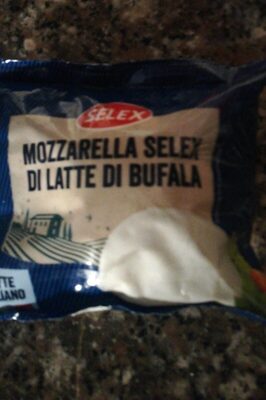 SELEX
MOZZARELLA SELEX
DI LATTE DI BUFALA